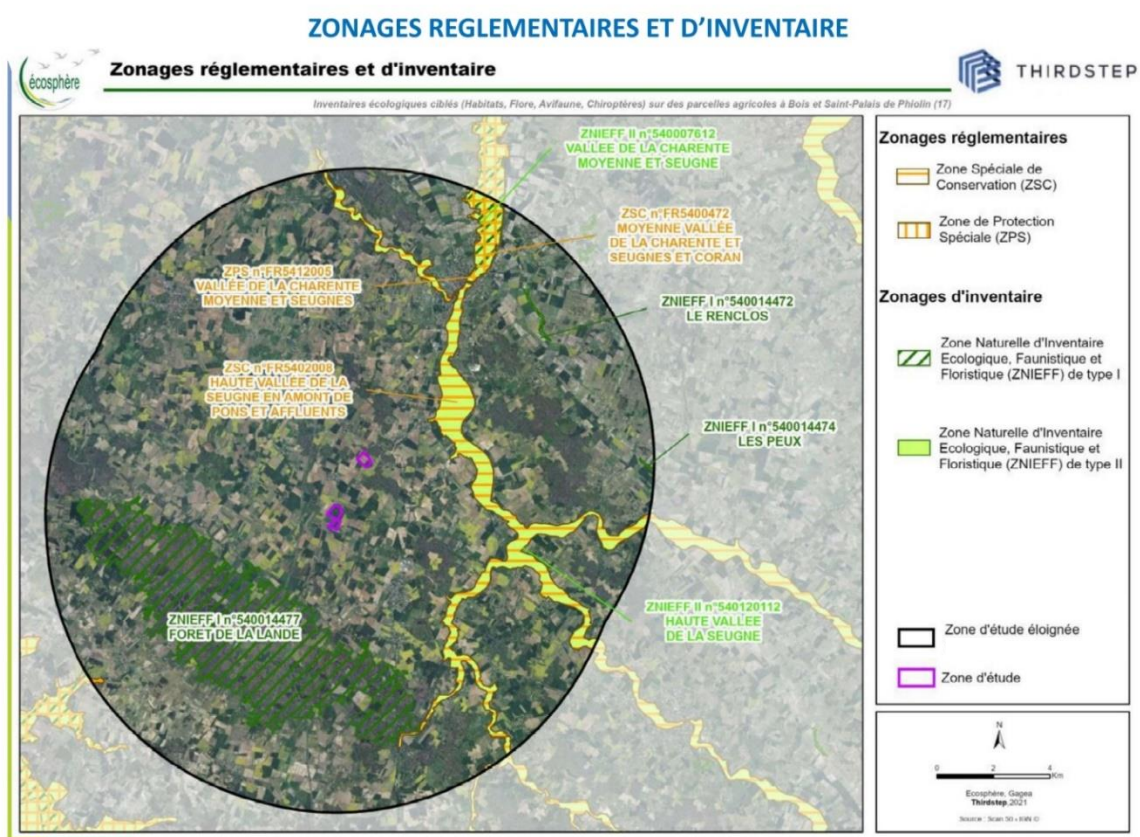 ZONAGES REGLEMENTAIRES ET D'INVENTAIRE
écosphère
Zonages réglementaires et d'inventaire
THIRDSTEP
Inventaires écologiques ciblés (Habitats, Flore, Avifaune, Chiroptères) sur des parcelles agricoles à Bois et Saint-Palais de Phiolin (17)
ZNIEFF II n°540007612
VALLEE DE LA CHARENTE
MOYENNE ET SEUGNE
ZSC n°FR5400472
MOYENNE VALLÉE
DE LA CHARENTE ET
SEUGNES ET CORAN
ZPS n°FR5412005
VALLÉE DE LA CHARENTE
MOYENNE ET SEUGNES
ZNIEFF I n°540014472
LE RENCLOS
ZSC n°FR5402008
HAUTE VALLÉE DE LA
SEUGNE EN AMONT DE
PONS ET AFFLUENTS
ZNIEFF I n°540014474
LES PEUX
ZNIEFF I n°540014477
FORET DE LA LANDE
ZNIEFF II n°540120112
HAUTE VALLEE
DE LA SEUGNE
Zonages réglementaires
Zone Spéciale de
Conservation (ZSC)
Zone de Protection
Spéciale (ZPS)
Zonages d'inventaire
Zone Naturelle d'Inventaire
Ecologique, Faunistique et
Floristique (ZNIEFF) de type I
Zone Naturelle d'Inventaire
Ecologique, Faunistique et
Floristique (ZNIEFF) de type II
Zone d'étude éloignée
Zone d'étude
N
0 2 4
Km
Ecosphère, Gagea
Thirdstep,2021
Source : Scan 50 - IGN ©